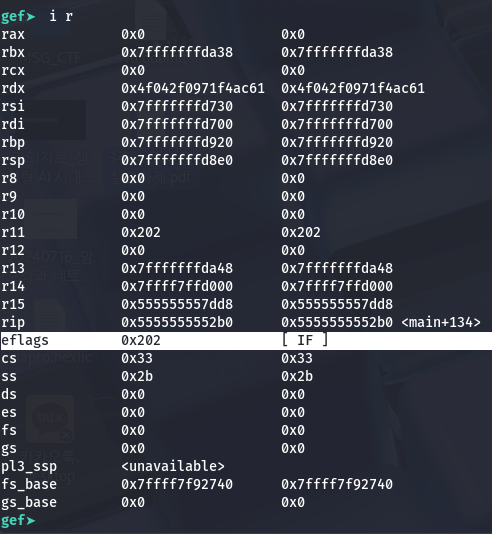 gef➤  i r
rax 0x0 0x0
rbx 0x7fffffffda38 0x7fffffffda38
rcx 0x0 0x0
rdx 0x4f042f0971f4ac61 0x4f042f0971f4ac61
rsi 0x7fffffffd730 0x7fffffffd730
rdi 0x7fffffffd700 0x7fffffffd700
rbp 0x7fffffffd920 0x7fffffffd920
rsp 0x7fffffffd8e0 0x7fffffffd8e0
r8 0x0 0x0
r9 0x0 0x0
r10 0x0 0x0
r11 0x202 0x202
r12 0x0 0x0
r13 0x7fffffffda48 0x7fffffffda48
r14 0x7ffff7ffd000 0x7ffff7ffd000
r15 0x555555557dd8 0x555555557dd8
rip 0x5555555552b0 0x5555555552b0 <main+134>
eflags 0x202 [ IF ]
cs 0x33 0x33
ss 0x2b 0x2b
ds 0x0 0x0
es 0x0 0x0
fs 0x0 0x0
gs 0x0 0x0
pl3_ssp <unavailable>
fs_base 0x7ffff7f92740 0x7ffff7f92740
gs_base 0x0 0x0
gef➤